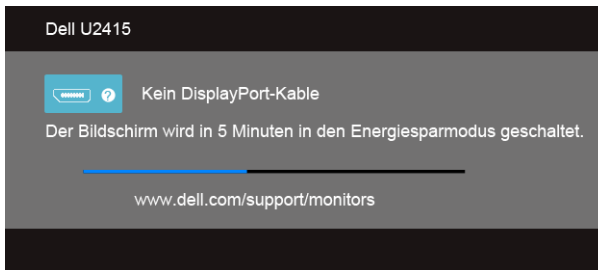 Dell U2415
Kein DisplayPort-Kable
Der Bildschirm wird in 5 Minuten in den Energiesparmodus geschaltet.
www.dell.com/support/monitors